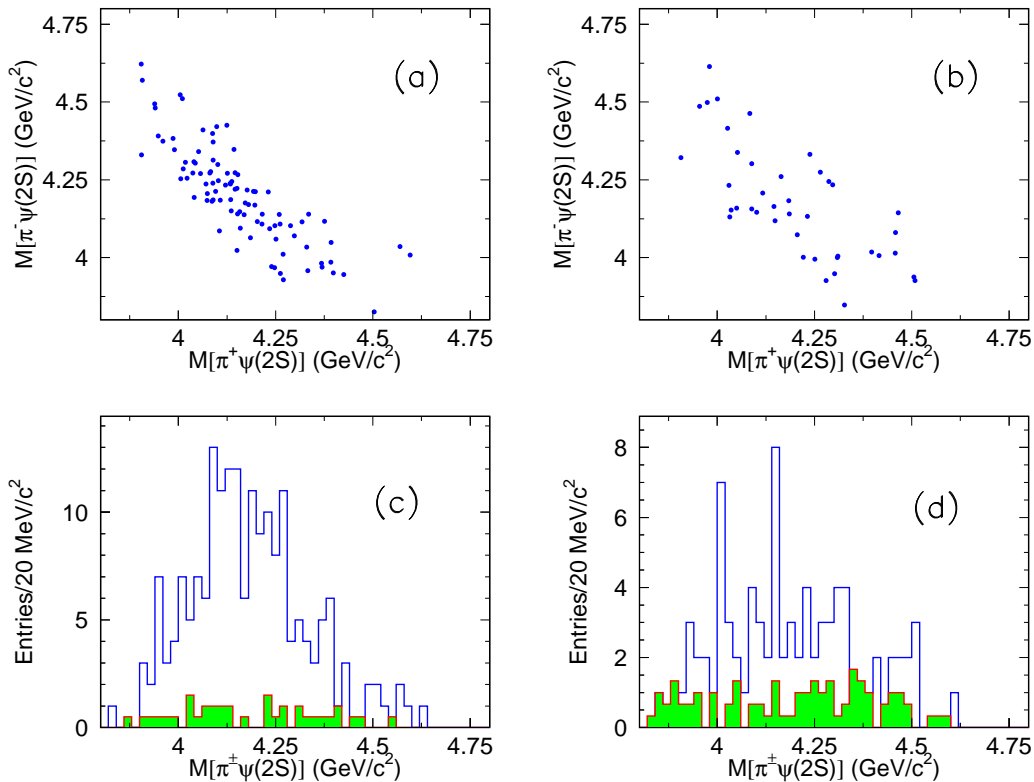 4.75
4.5
4.25
4
M[π⁻ψ(2S)] (GeV/c²)
(a)
4
4.25
4.5
4.75
M[π⁺ψ(2S)] (GeV/c²)
4.75
4.5
4.25
4
M[π⁻ψ(2S)] (GeV/c²)
(b)
4
4.25
4.5
4.75
M[π⁺ψ(2S)] (GeV/c²)
10
5
0
Entries/20 MeV/c²
(c)
4
4.25
4.5
4.75
M[π±ψ(2S)] (GeV/c²)
8
6
4
2
0
Entries/20 MeV/c²
(d)
4
4.25
4.5
4.75
M[π±ψ(2S)] (GeV/c²)